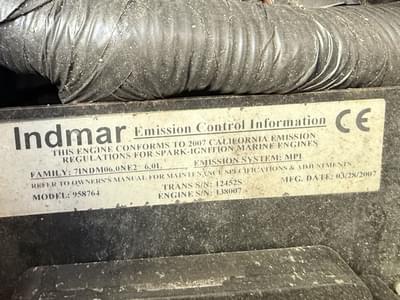 Indmar Emission Control Information CE
THIS ENGINE CONFORMS TO 2007 CALIFORNIA EMISSION
REGULATIONS FOR SPARK-IGNITION MARINE ENGINES
FAMILY: 7INDM06.0NE2 6.0L EMISSION SYSTEM: MPI
REFER TO OWNER'S MANUAL FOR MAINTENANCE SPECIFICATIONS & ADJUSTMENTS
TRANS S/N: 12452S MFG. DATE: 03/28/2007
MODEL: 958764 ENGINE S/N: 138007